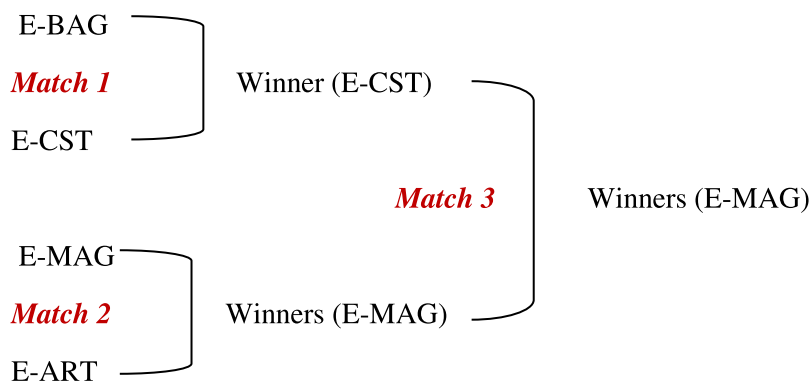 E-BAG
Match 1
Winner (E-CST)
E-CST
Match 3
Winners (E-MAG)
E-MAG
Match 2
Winners (E-MAG)
E-ART